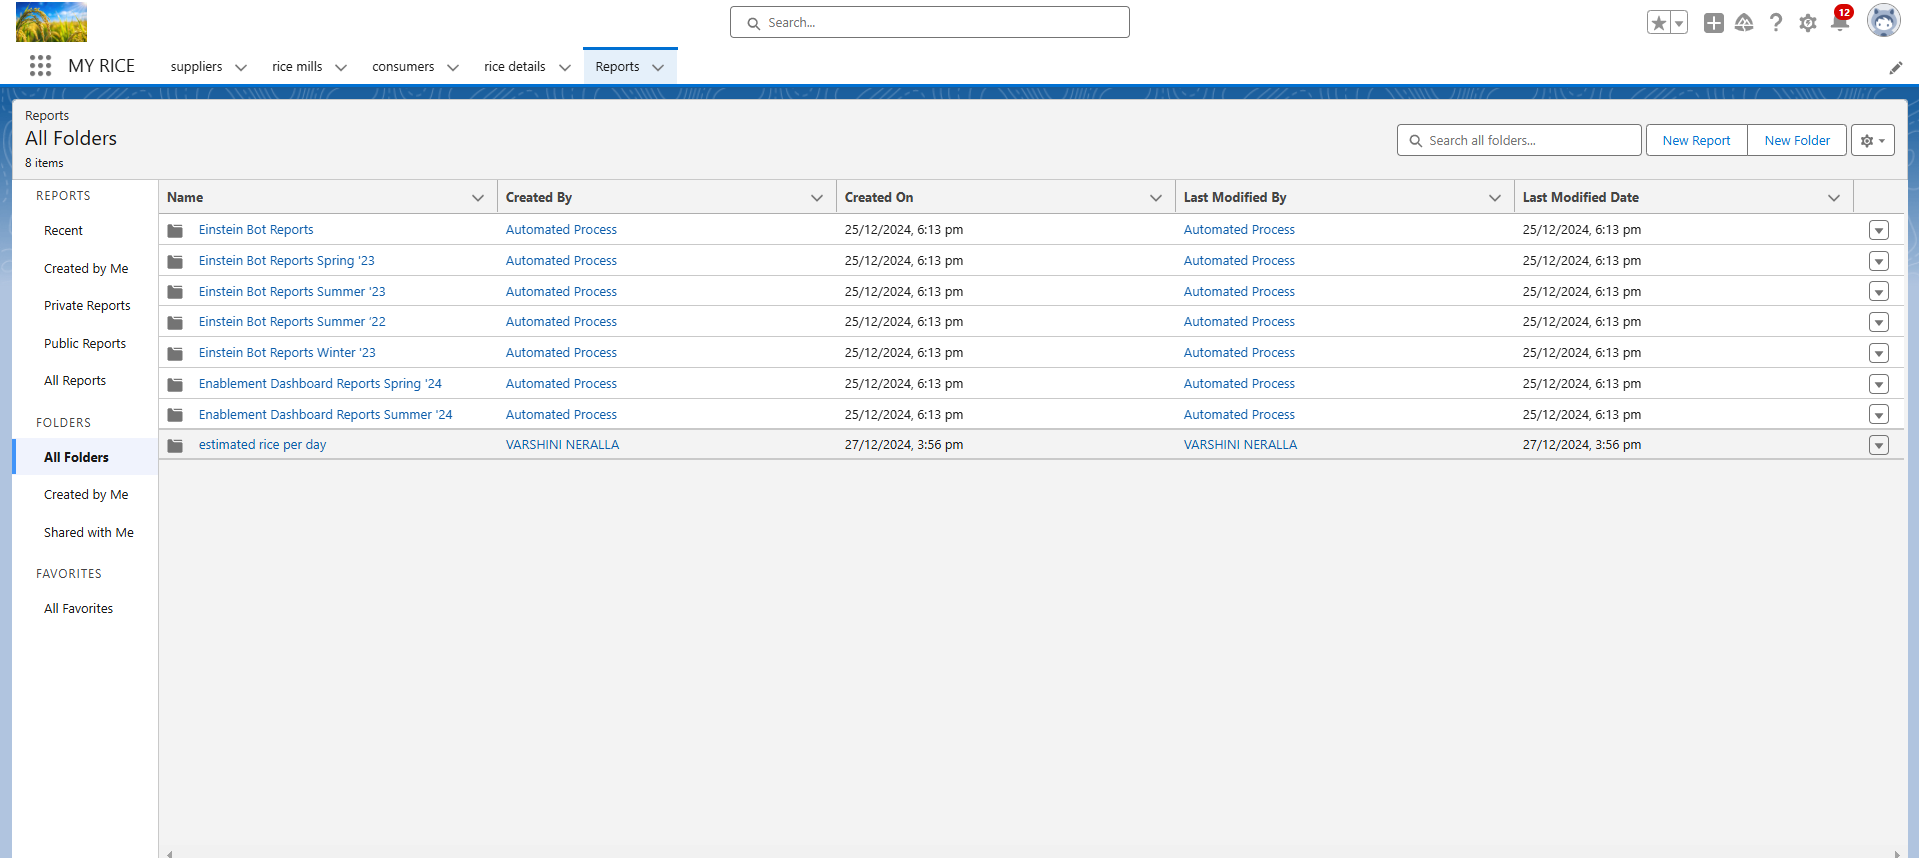 Search...
12
MY RICE suppliers rice mills consumers rice details Reports
Reports
All Folders
8 items
Search all folders... New Report New Folder
REPORTS
Recent
Created by Me
Private Reports
Public Reports
All Reports
FOLDERS
All Folders
Created by Me
Shared with Me
FAVORITES
All Favorites
Name Created By Created On Last Modified By Last Modified Date
Einstein Bot Reports Automated Process 25/12/2024, 6:13 pm Automated Process 25/12/2024, 6:13 pm
Einstein Bot Reports Spring '23 Automated Process 25/12/2024, 6:13 pm Automated Process 25/12/2024, 6:13 pm
Einstein Bot Reports Summer '23 Automated Process 25/12/2024, 6:13 pm Automated Process 25/12/2024, 6:13 pm
Einstein Bot Reports Summer '22 Automated Process 25/12/2024, 6:13 pm Automated Process 25/12/2024, 6:13 pm
Einstein Bot Reports Winter '23 Automated Process 25/12/2024, 6:13 pm Automated Process 25/12/2024, 6:13 pm
Enablement Dashboard Reports Spring '24 Automated Process 25/12/2024, 6:13 pm Automated Process 25/12/2024, 6:13 pm
Enablement Dashboard Reports Summer '24 Automated Process 25/12/2024, 6:13 pm Automated Process 25/12/2024, 6:13 pm
estimated rice per day VARSHINI NERALLA 27/12/2024, 3:56 pm VARSHINI NERALLA 27/12/2024, 3:56 pm